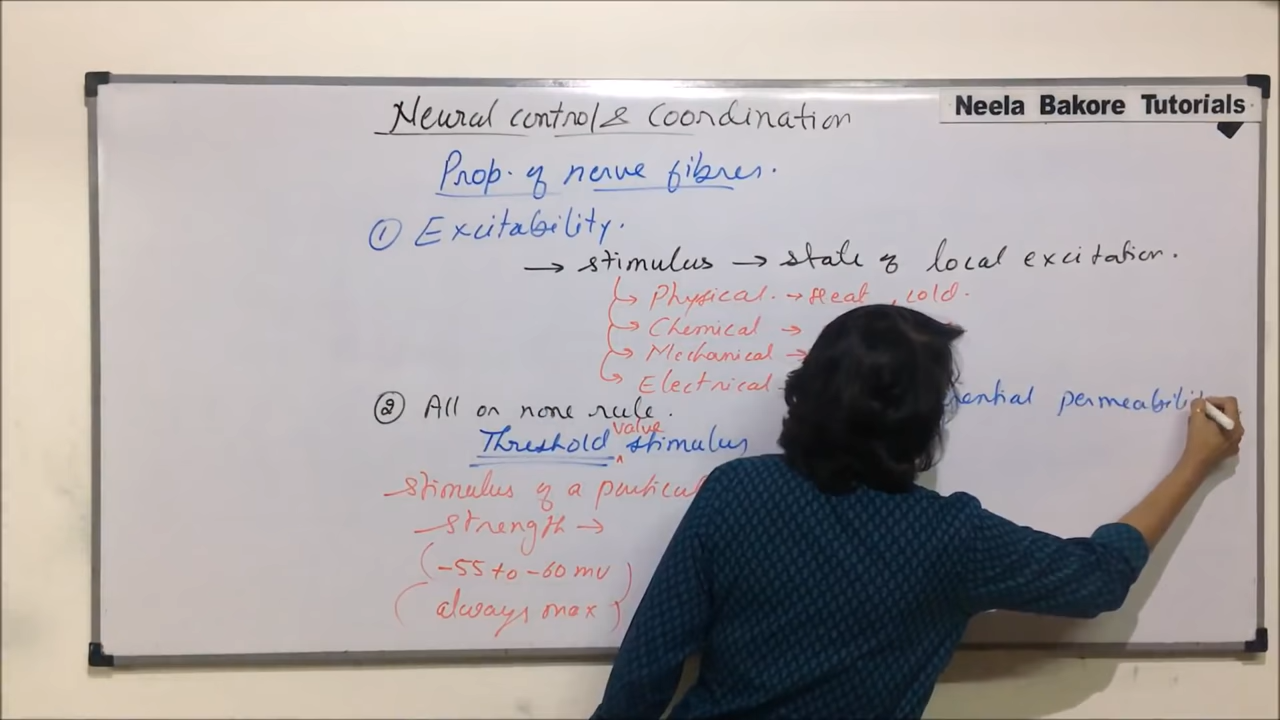 Neural control & Coordination
Neela Bakore Tutorials
Prop. of nerve fibres.
① Excitability.
→ stimulus → state of local excitation.
→ Physical. → Heat, cold.
→ Chemical →
→ Mechanical →
→ Electrical
② All or none rule.
Threshold value stimulus
stimulus of a particul
strength →
(-55 to -60 mv)
(always max)
rential permeabili